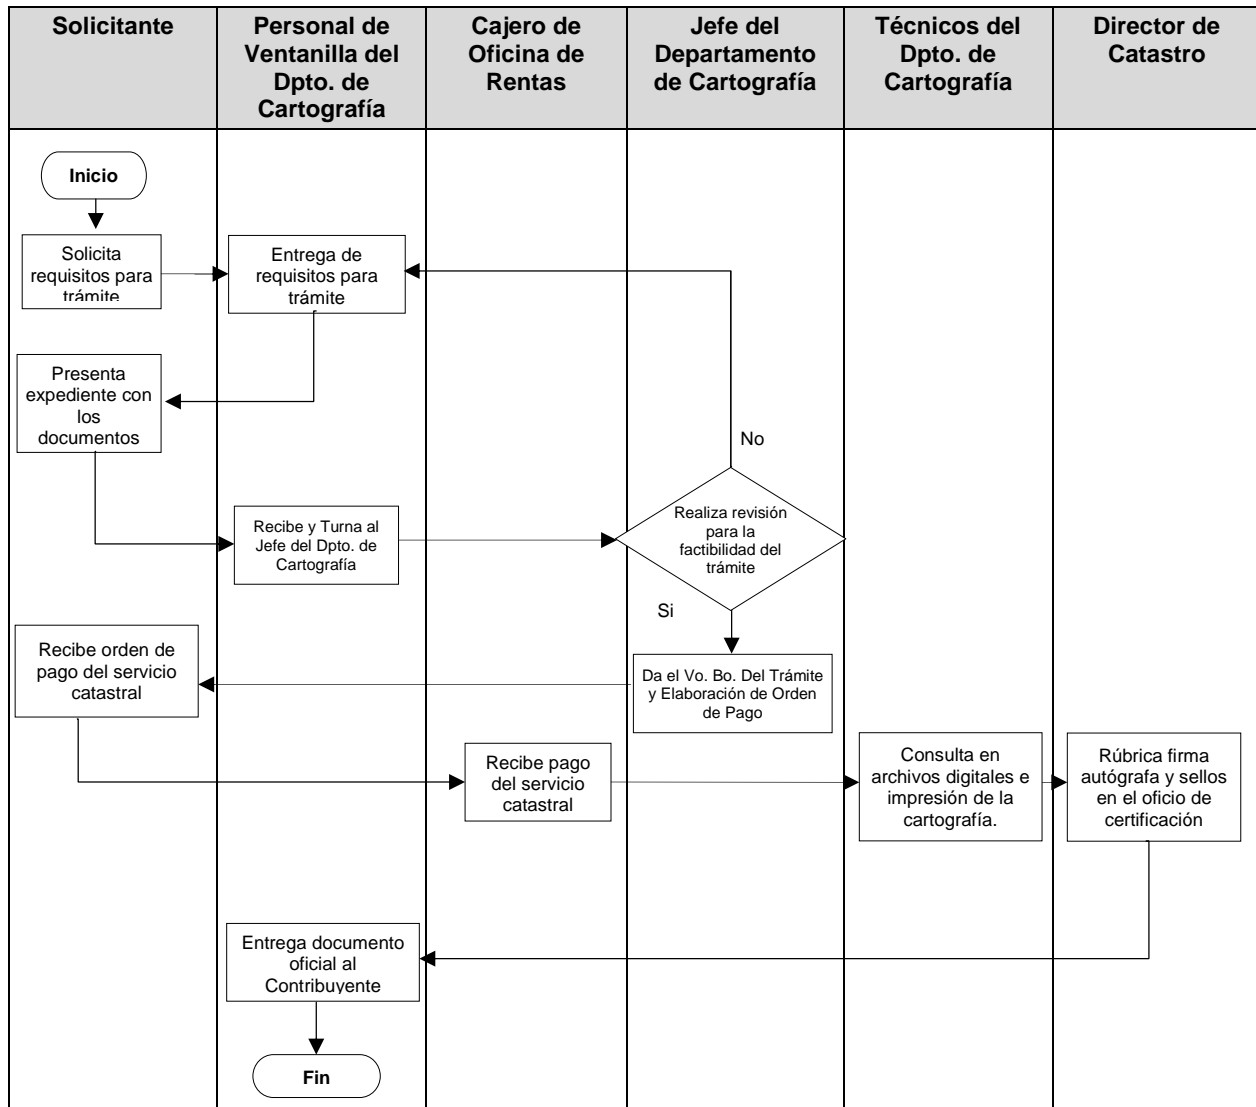 Solicitante
Personal de
Ventanilla del
Dpto. de
Cartografía
Cajero de
Oficina de
Rentas
Jefe del
Departamento
de Cartografía
Técnicos del
Dpto. de
Cartografía
Director de
Catastro
Inicio
Solicita
requisitos para
trámite
Entrega de
requisitos para
trámite
Presenta
expediente con
los
documentos
No
Recibe y Turna al
Jefe del Dpto. de
Cartografía
Realiza revisión
para la
factibilidad del
trámite
Si
Recibe orden de
pago del servicio
catastral
Da el Vo. Bo. Del Trámite
y Elaboración de Orden
de Pago
Recibe pago
del servicio
catastral
Consulta en
archivos digitales e
impresión de la
cartografía.
Rúbrica firma
autógrafa y sellos
en el oficio de
certificación
Entrega documento
oficial al
Contribuyente
Fin